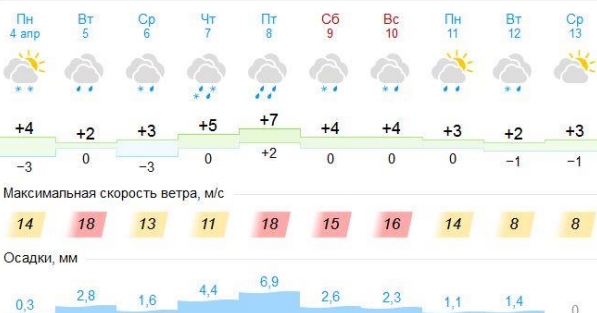 Пн Вт Ср Чт Пт Сб Вс Пн Вт Ср
4 апр 5 6 7 8 9 10 11 12 13
+4 +2 +3 +5 +7 +4 +4 +3 +2 +3
−3 0 −3 0 +2 0 0 0 −1 −1
Максимальная скорость ветра, м/с
14 18 13 11 18 15 16 14 8 8
Осадки, мм
0,3 2,8 1,6 4,4 6,9 2,6 2,3 1,1 1,4 0